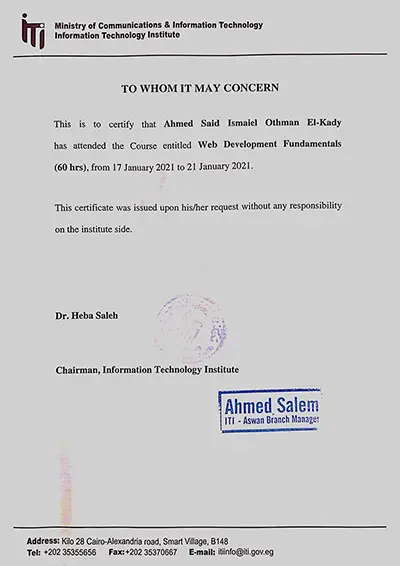 iTi
Ministry of Communications & Information Technology
Information Technology Institute
TO WHOM IT MAY CONCERN
This is to certify that Ahmed Said Ismaiel Othman El-Kady
has attended the Course entitled Web Development Fundamentals
(60 hrs), from 17 January 2021 to 21 January 2021.
This certificate was issued upon his/her request without any responsibility
on the institute side.
Dr. Heba Saleh
Chairman, Information Technology Institute
Ahmed Salem
ITI - Aswan Branch Manager
Address: Kilo 28 Cairo-Alexandria road, Smart Village, B148
Tel: +202 35355656 Fax:+202 35370667 E-mail: itiinfo@iti.gov.eg